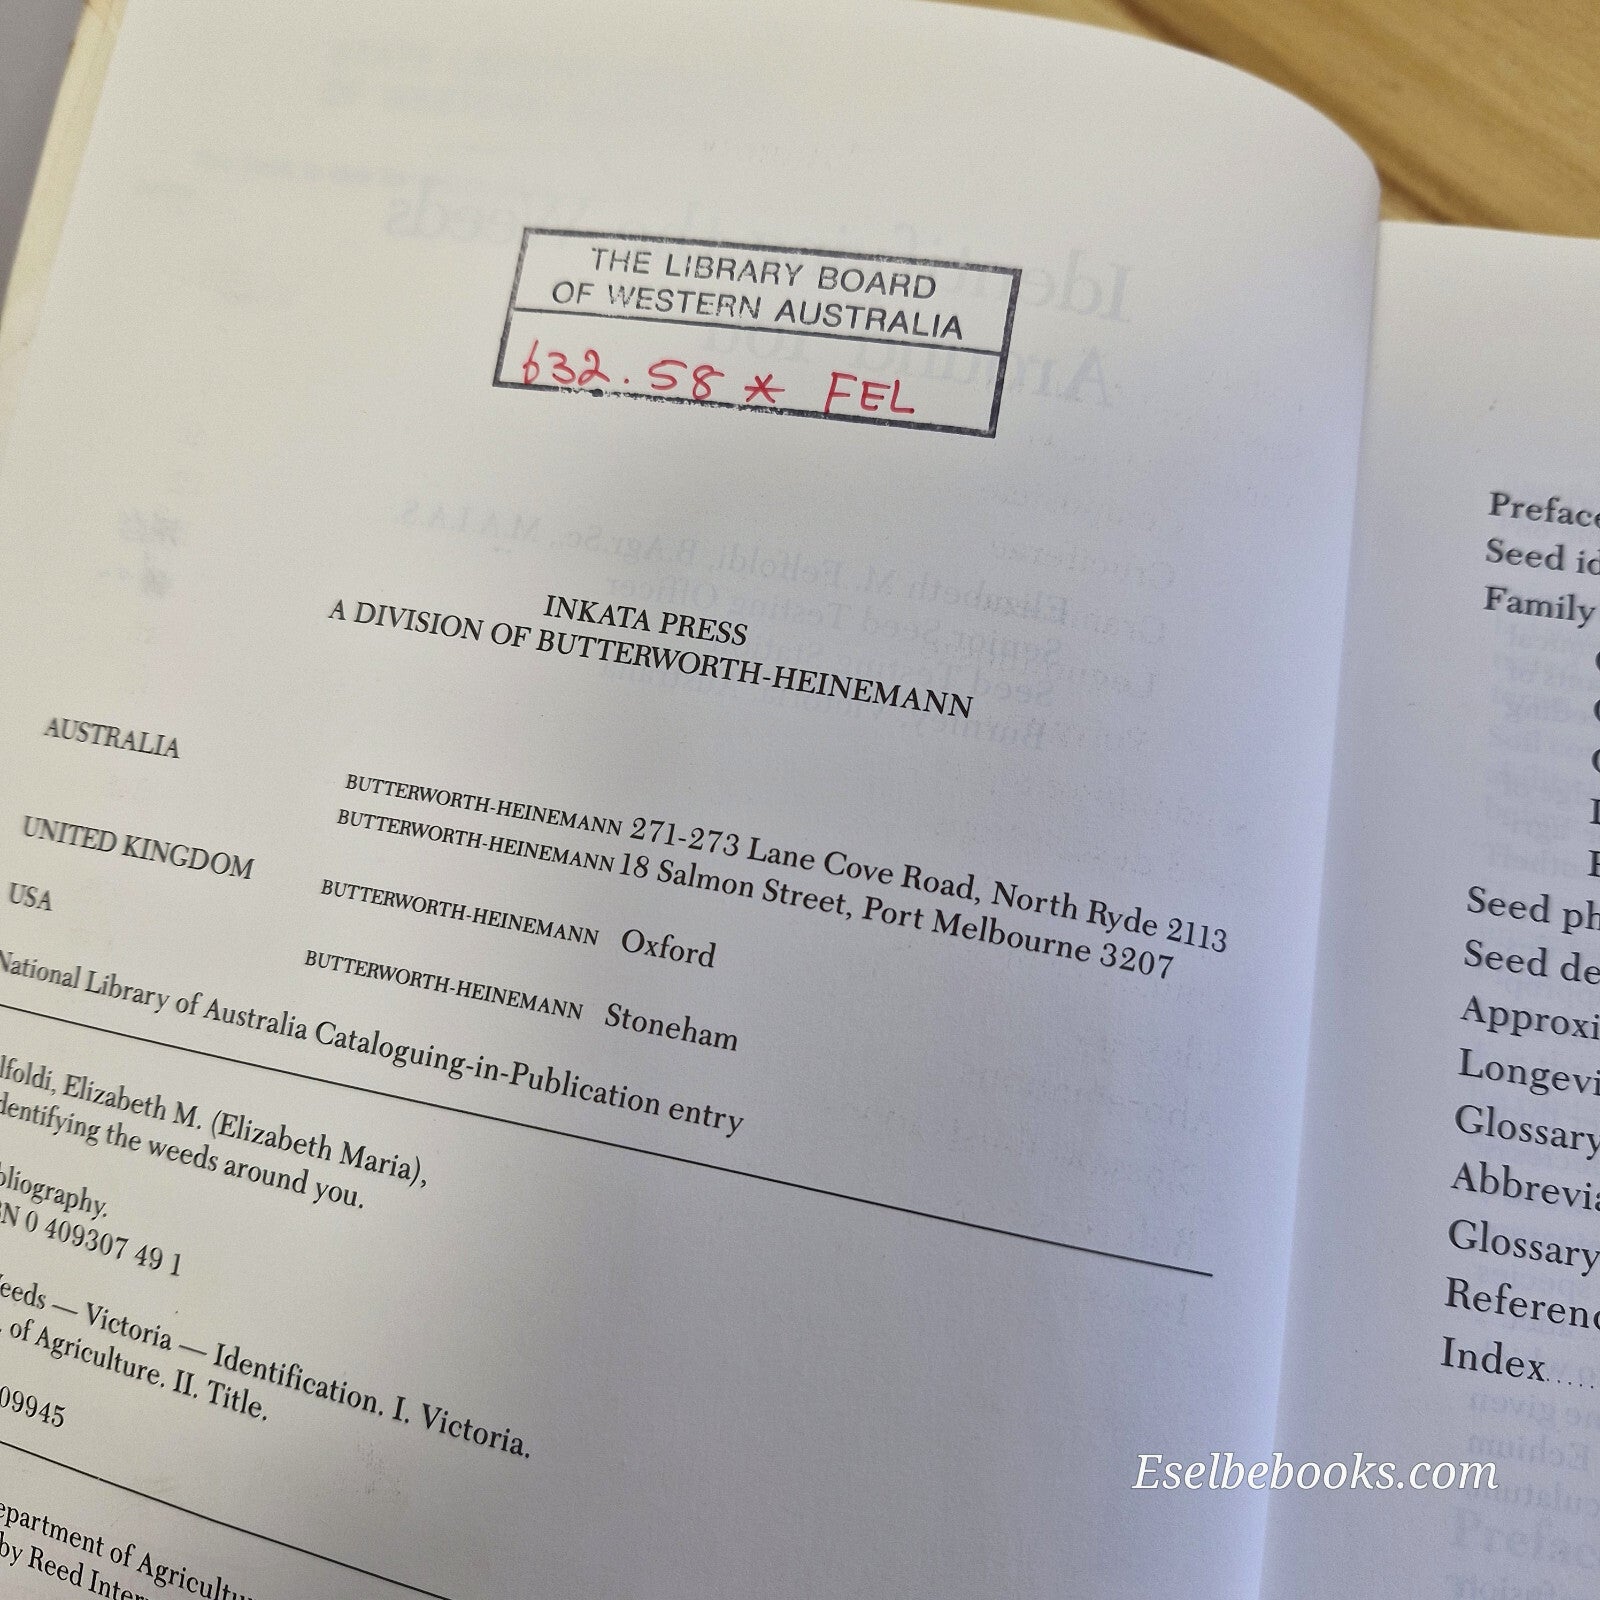 THE LIBRARY BOARD
OF WESTERN AUSTRALIA
632.58 * FEL
INKATA PRESS
A DIVISION OF BUTTERWORTH-HEINEMANN
AUSTRALIA
BUTTERWORTH-HEINEMANN 271-273 Lane Cove Road, North Ryde 2113
BUTTERWORTH-HEINEMANN 18 Salmon Street, Port Melbourne 3207
UNITED KINGDOM
BUTTERWORTH-HEINEMANN Oxford
USA
BUTTERWORTH-HEINEMANN Stoneham
National Library of Australia Cataloguing-in-Publication entry
lfoldi, Elizabeth M. (Elizabeth Maria),
dentifying the weeds around you.
bliography.
BN 0 409307 49 1
eeds — Victoria — Identification. I. Victoria.
. of Agriculture. II. Title.
09945
epartment of Agricultu
by Reed Inter
Preface
Seed id
Family
Seed ph
Seed de
Approxi
Longevi
Glossary
Abbrevia
Glossary
Referenc
Index.....
Eselbebooks.com